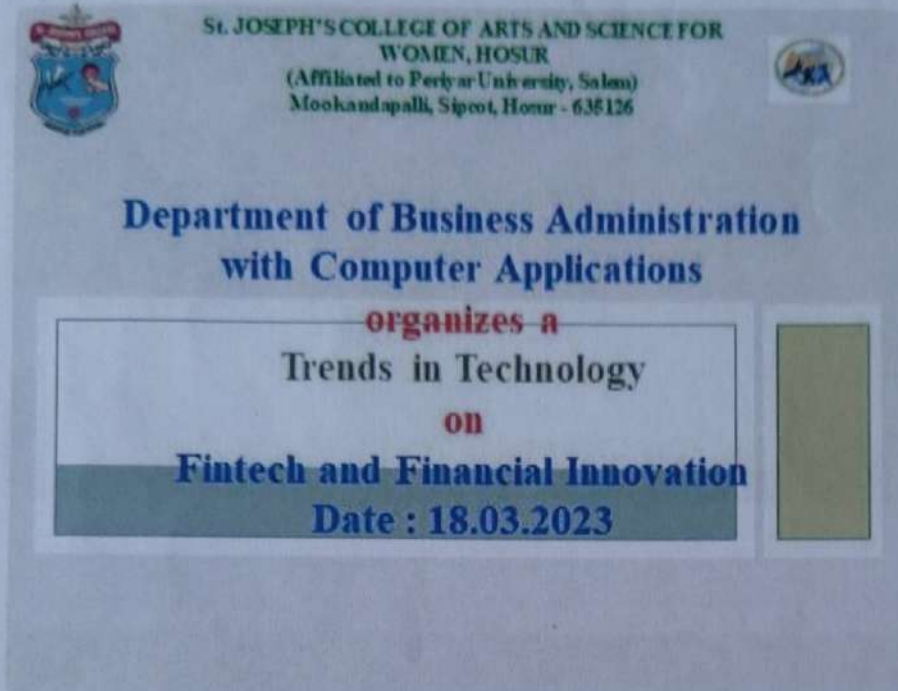 St. JOSEPH'S COLLEGE OF ARTS AND SCIENCE FOR
WOMEN, HOSUR
(Affiliated to Periyar University, Salem)
Mookandapalli, Sipcot, Hosur - 635126
Department of Business Administration
with Computer Applications
organizes a
Trends in Technology
on
Fintech and Financial Innovation
Date : 18.03.2023